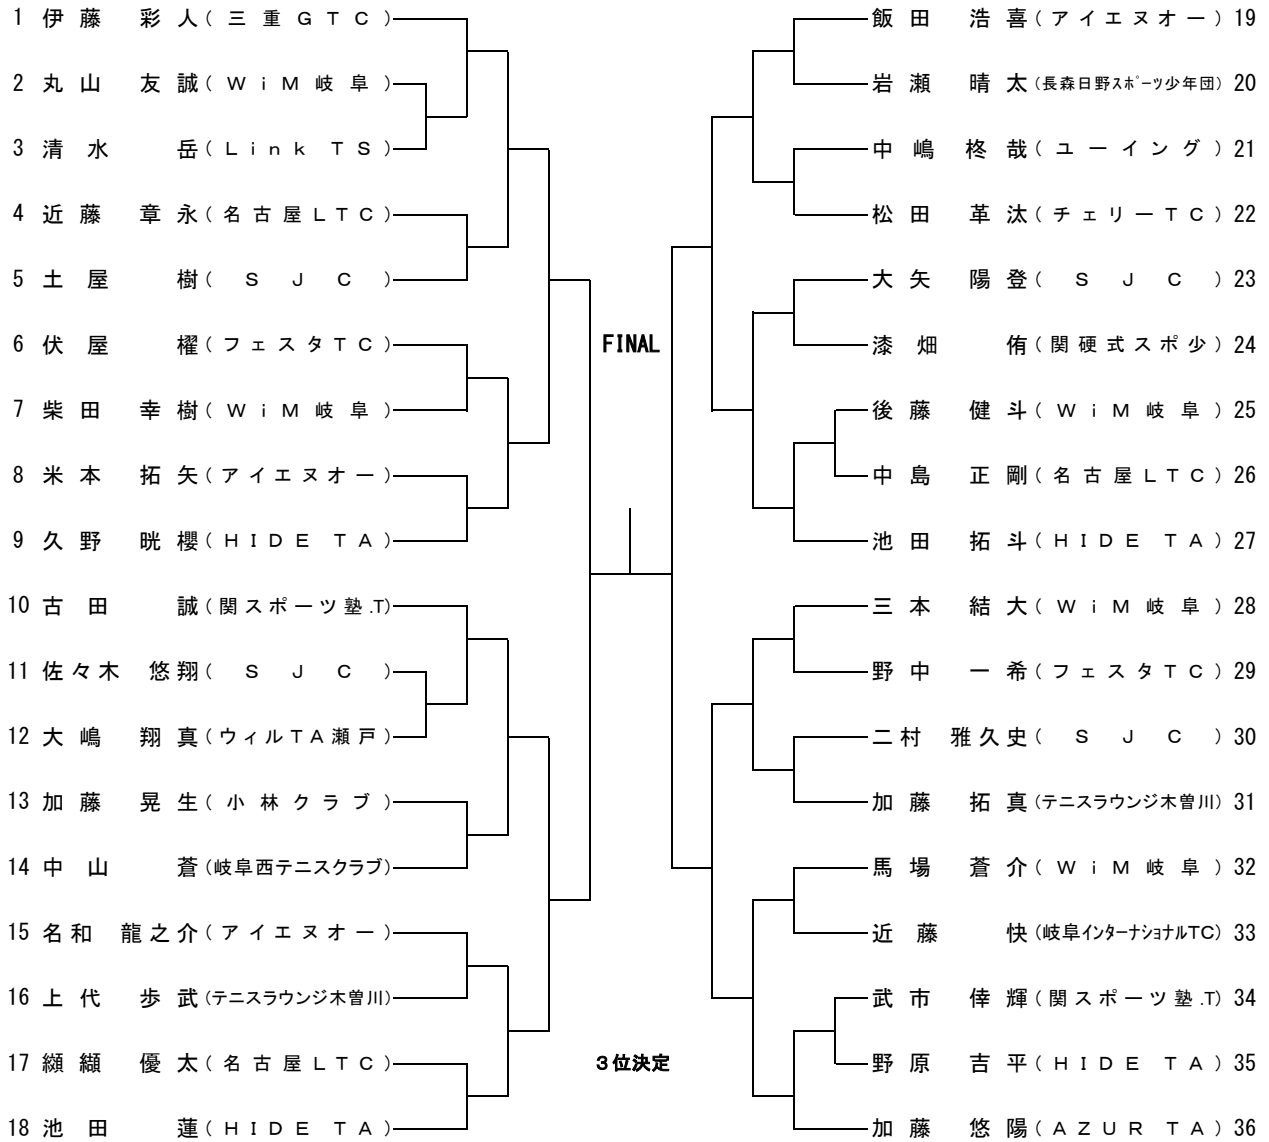 1 伊藤 彩人(三重GTC)
2 丸山 友誠(WiM岐阜)
3 清水 岳(Link TS)
4 近藤 章永(名古屋LTC)
5 土屋 樹(SJC)
6 伏屋 櫂(フェスタTC)
7 柴田 幸樹(WiM岐阜)
8 米本 拓矢(アイエヌオー)
9 久野 晄櫻(HIDE TA)
10 古田 誠(関スポーツ塾.T)
11 佐々木 悠翔(SJC)
12 大嶋 翔真(ウィルTA瀬戸)
13 加藤 晃生(小林クラブ)
14 中山 蒼(岐阜西テニスクラブ)
15 名和 龍之介(アイエヌオー)
16 上代 歩武(テニスラウンジ木曽川)
17 纐纈 優太(名古屋LTC)
18 池田 蓮(HIDE TA)
FINAL
3位決定
飯田 浩喜(アイエヌオー) 19
岩瀬 晴太(長森日野スポーツ少年団) 20
中嶋 柊哉(ユーイング) 21
松田 革汰(チェリーTC) 22
大矢 陽登(SJC) 23
漆畑 侑(関硬式スポ少) 24
後藤 健斗(WiM岐阜) 25
中島 正剛(名古屋LTC) 26
池田 拓斗(HIDE TA) 27
三本 結大(WiM岐阜) 28
野中 一希(フェスタTC) 29
二村 雅久史(SJC) 30
加藤 拓真(テニスラウンジ木曽川) 31
馬場 蒼介(WiM岐阜) 32
近藤 快(岐阜インターナショナルTC) 33
武市 倖輝(関スポーツ塾.T) 34
野原 吉平(HIDE TA) 35
加藤 悠陽(AZUR TA) 36